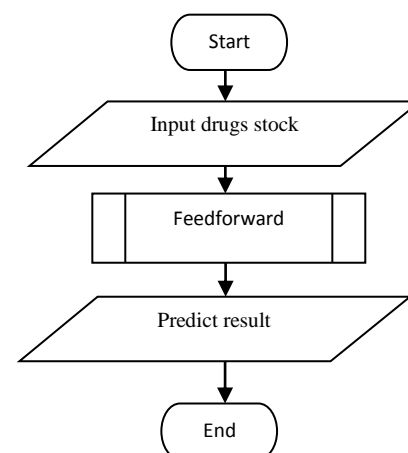 Start
Input drugs stock
Feedforward
Predict result
End